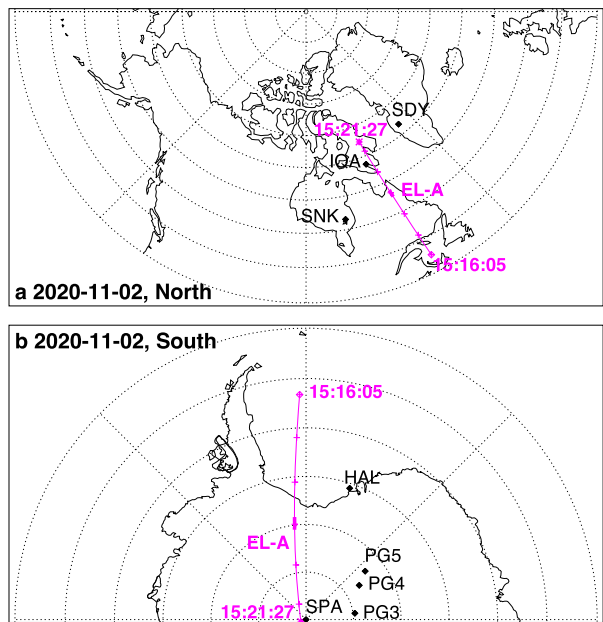 SDY
15:21:27
IQA
EL-A
SNK
15:16:05
a 2020-11-02, North
b 2020-11-02, South
15:16:05
HAL
EL-A
PG5
PG4
15:21:27
SPA
PG3